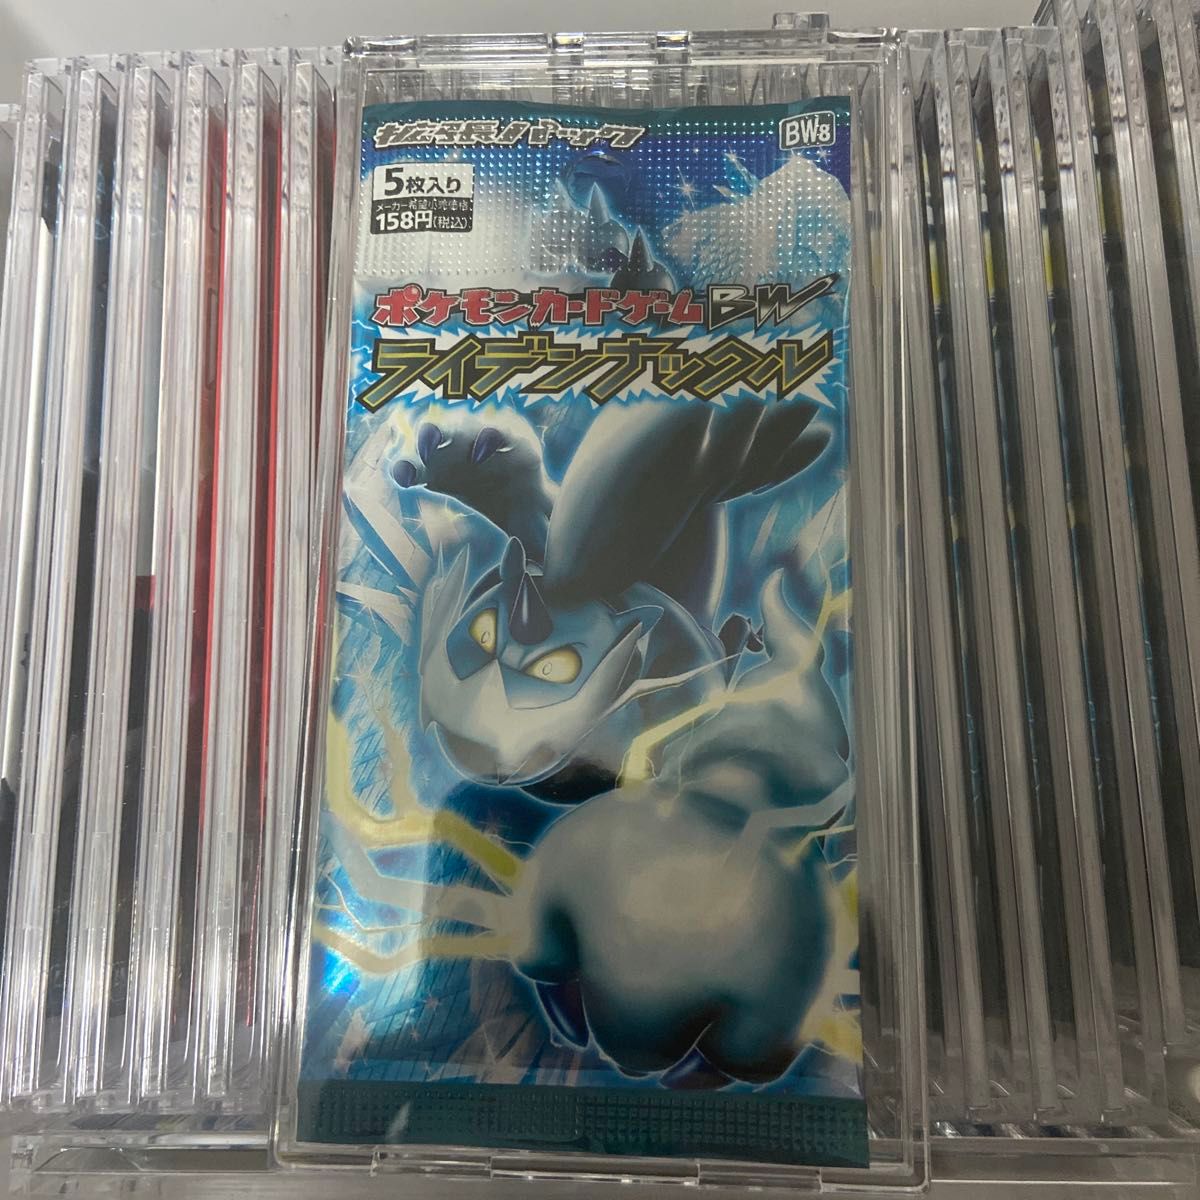 拡張パック
BW8
5枚入り
メーカー希望小売価格
158円(税込)
ポケモンカードゲームBW
ライデンナックル